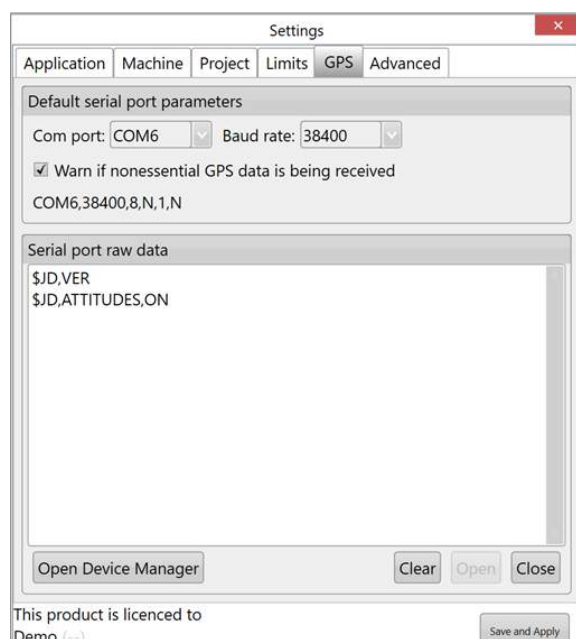 Settings
Application Machine Project Limits GPS Advanced
Default serial port parameters
Com port: COM6 Baud rate: 38400
Warn if nonessential GPS data is being received
COM6,38400,8,N,1,N
Serial port raw data
$JD,VER
$JD,ATTITUDES,ON
Open Device Manager Clear Open Close
This product is licenced to
Demo (--)
Save and Apply